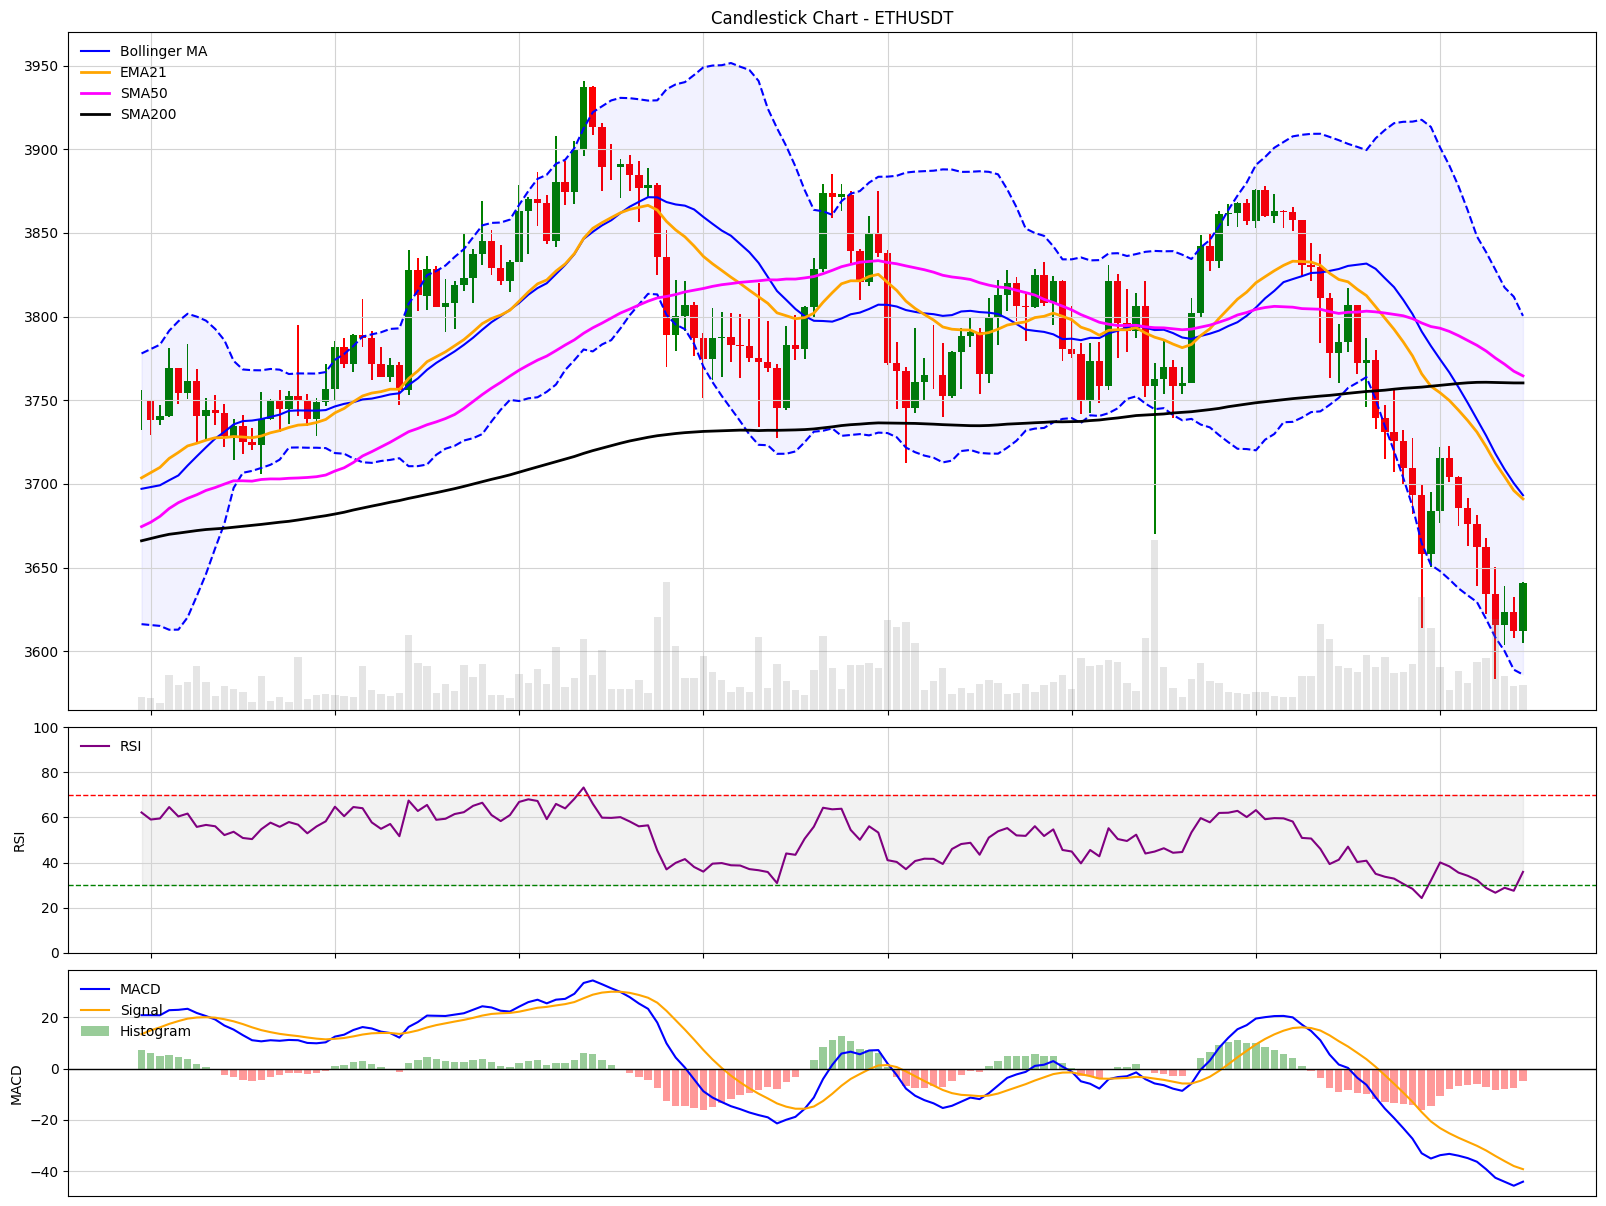 Candlestick Chart - ETHUSDT
Bollinger MA
EMA21
SMA50
SMA200
3950
3900
3850
3800
3750
3700
3650
3600
RSI
100
80
60
40
20
0
RSI
MACD
Signal
Histogram
20
0
−20
−40
MACD